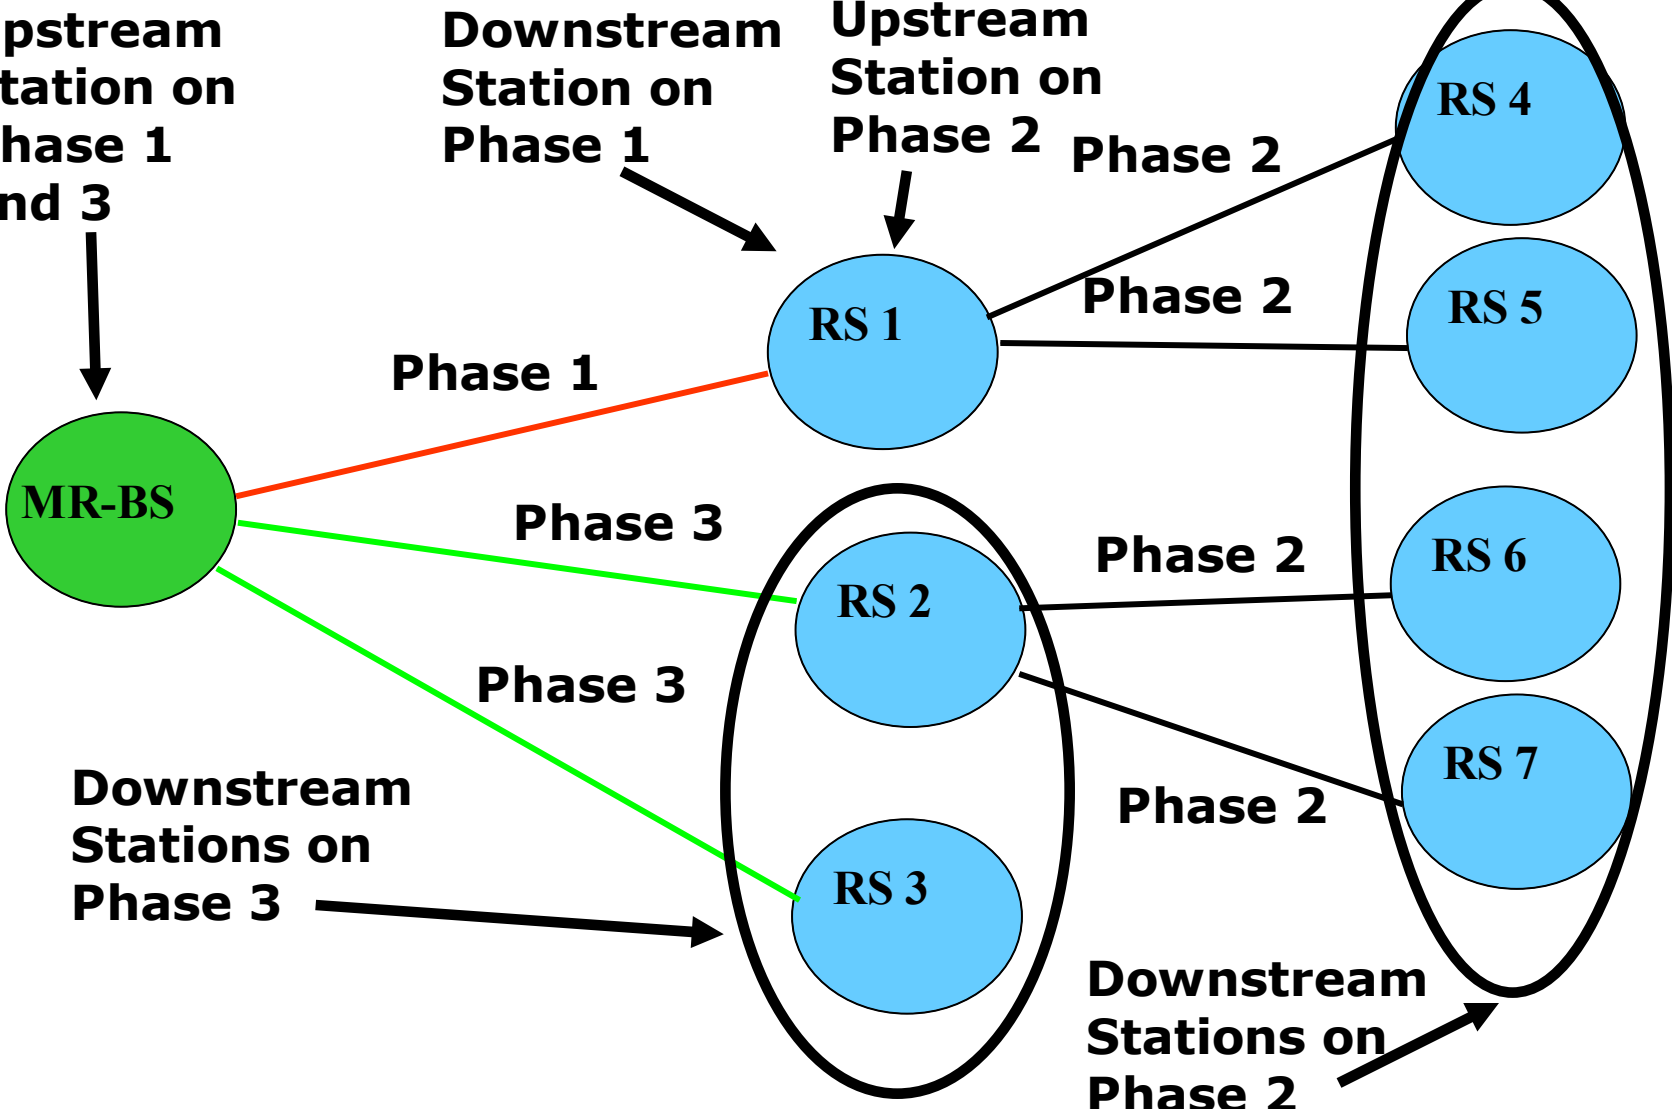 pstream
tation on
hase 1
nd 3
Downstream
Station on
Phase 1
Upstream
Station on
Phase 2
Phase 2
RS 4
Phase 2
RS 5
RS 1
Phase 1
MR-BS
Phase 3
RS 2
Phase 2
RS 6
Phase 3
RS 7
Phase 2
Downstream
Stations on
Phase 3
RS 3
Downstream
Stations on
Phase 2